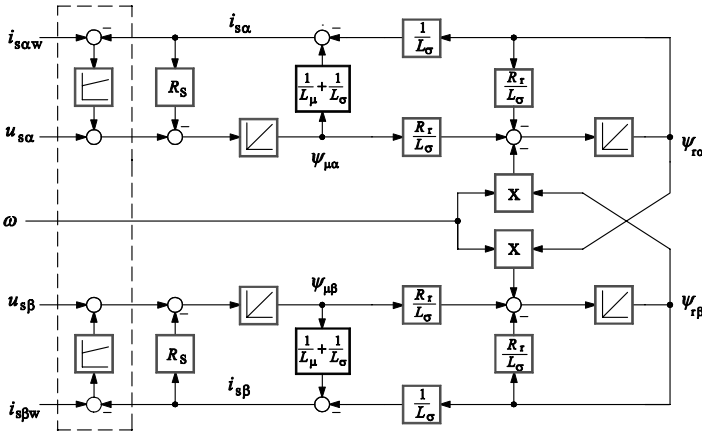 i_sαw − i_sα − 1/L_σ
R_S R_r/L_σ
1/L_μ + 1/L_σ
u_sα − R_r/L_σ − − ψ_rα
ψ_μα
X
ω
X
u_sβ − ψ_μβ R_r/L_σ − ψ_rβ
R_S 1/L_μ + 1/L_σ R_r/L_σ
i_sβw − i_sβ − 1/L_σ